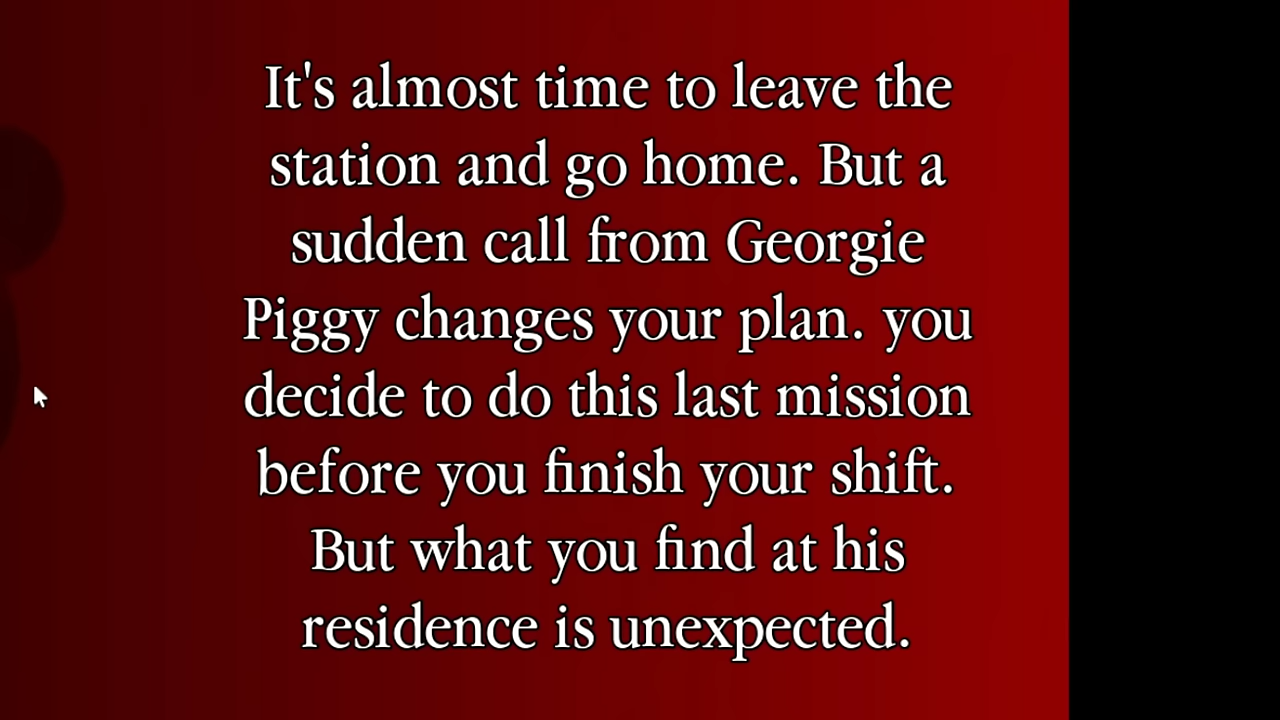 It's almost time to leave the
station and go home. But a
sudden call from Georgie
Piggy changes your plan. you
decide to do this last mission
before you finish your shift.
But what you find at his
residence is unexpected.